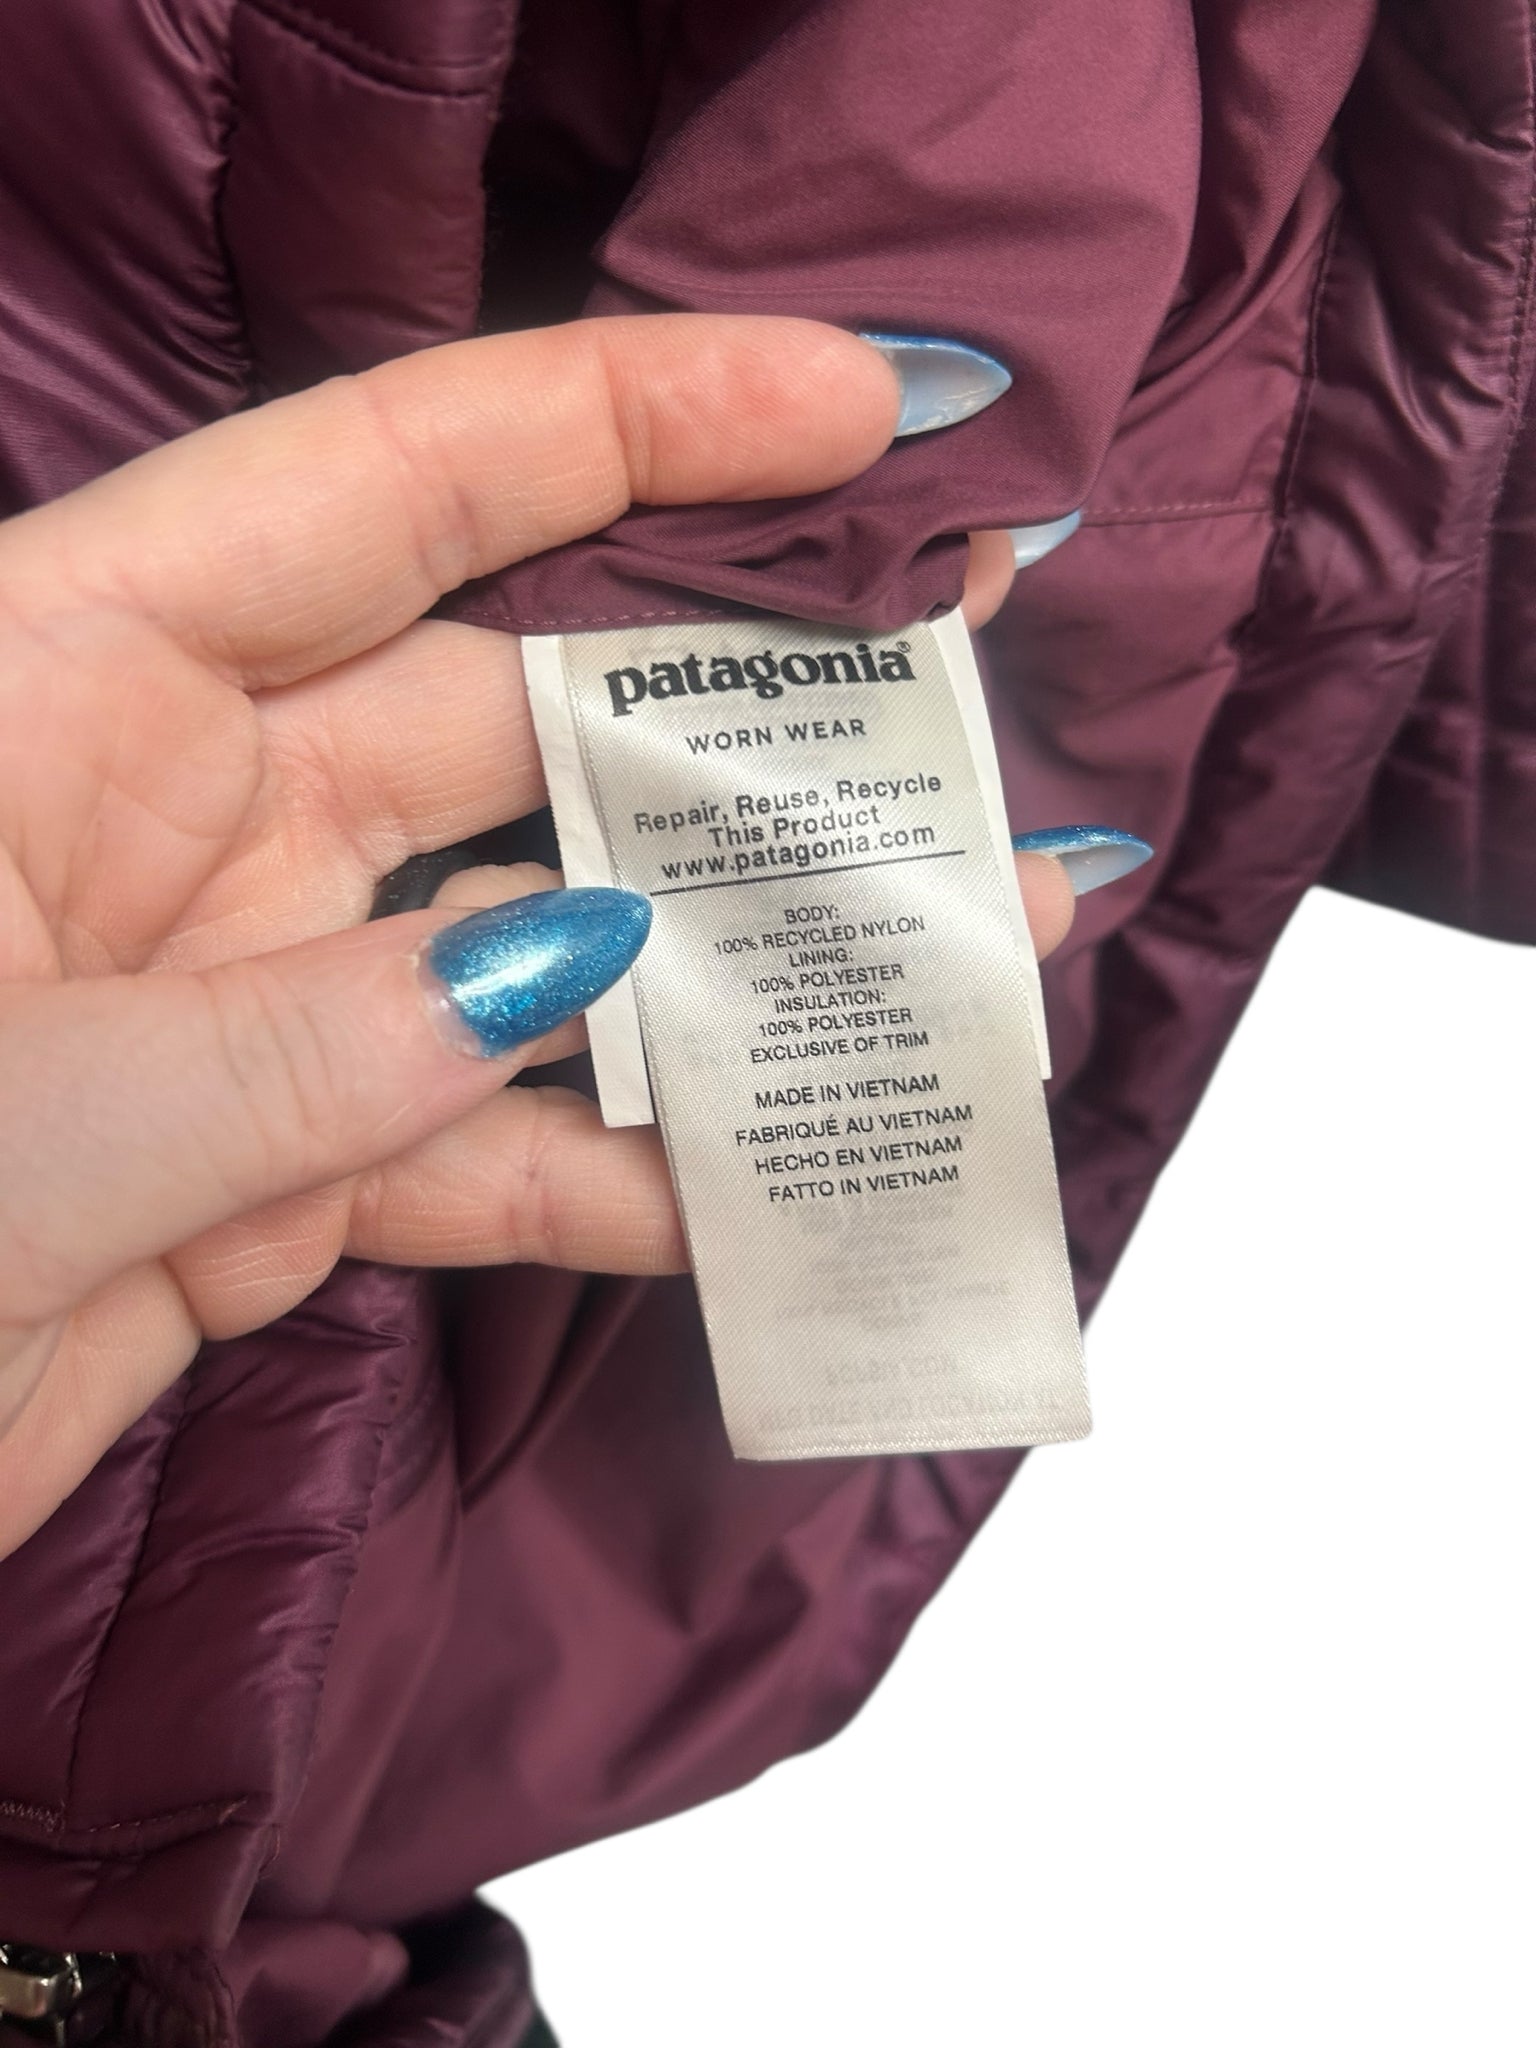 patagonia®
WORN WEAR
Repair, Reuse, Recycle
This Product
www.patagonia.com
BODY:
100% RECYCLED NYLON
LINING:
100% POLYESTER
INSULATION:
100% POLYESTER
EXCLUSIVE OF TRIM
MADE IN VIETNAM
FABRIQUÉ AU VIETNAM
HECHO EN VIETNAM
FATTO IN VIETNAM